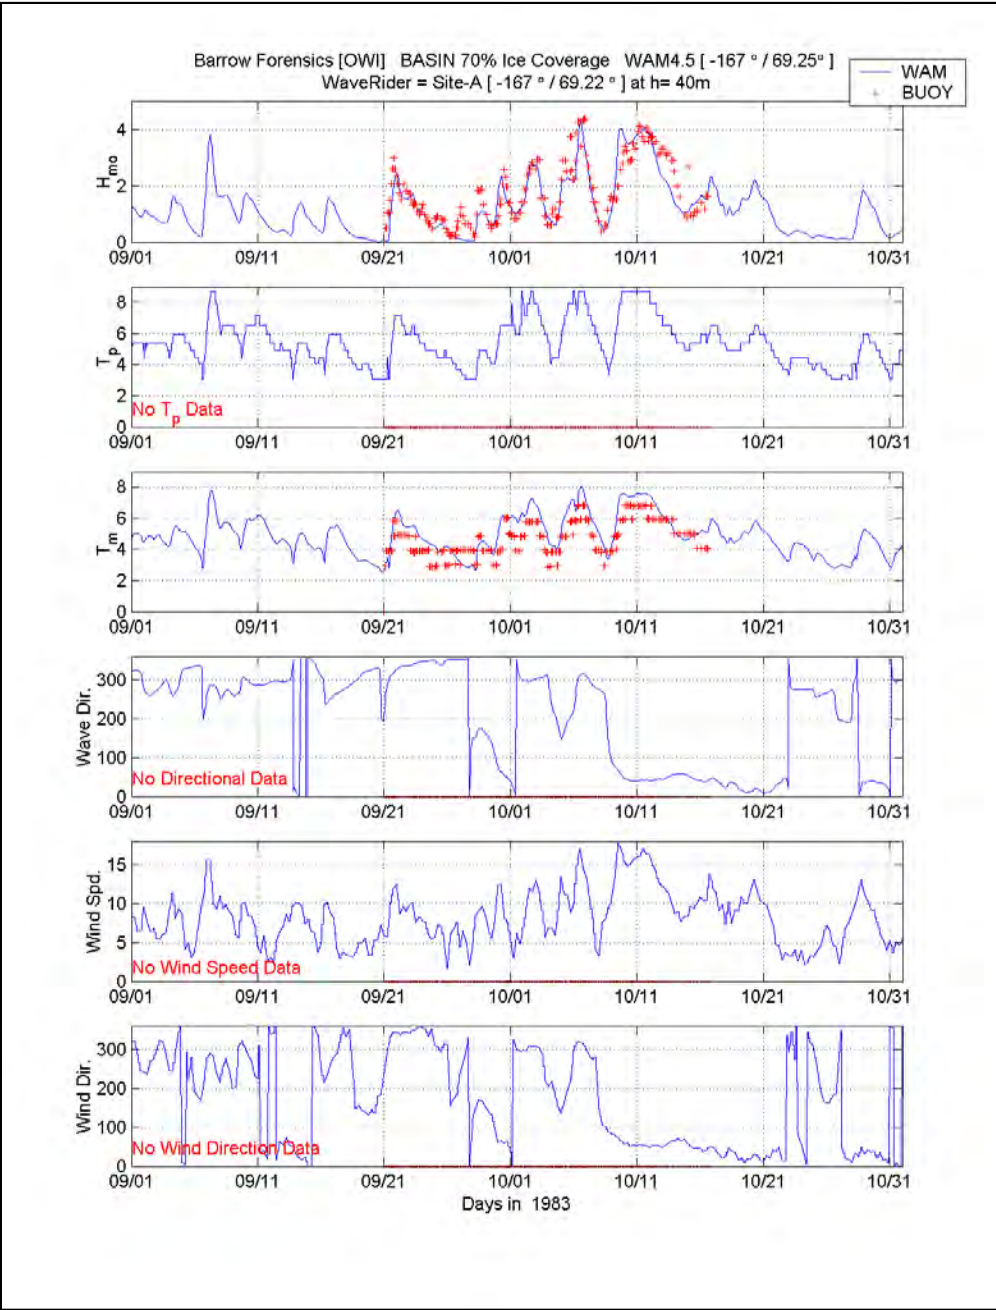 Barrow Forensics [OWI] BASIN 70% Ice Coverage WAM4.5 [ -167 ° / 69.25° ]
WaveRider = Site-A [ -167 ° / 69.22 ° ] at h= 40m
WAM
BUOY
Hmo
4
2
0
09/01 09/11 09/21 10/01 10/11 10/21 10/31
Tp
8
6
4
2
0
No Tp Data
09/01 09/11 09/21 10/01 10/11 10/21 10/31
Tm
8
6
4
2
0
09/01 09/11 09/21 10/01 10/11 10/21 10/31
Wave Dir.
300
200
100
0
No Directional Data
09/01 09/11 09/21 10/01 10/11 10/21 10/31
Wind Spd.
15
10
5
0
No Wind Speed Data
09/01 09/11 09/21 10/01 10/11 10/21 10/31
Wind Dir.
300
200
100
0
No Wind Direction Data
09/01 09/11 09/21 10/01 10/11 10/21 10/31
Days in 1983